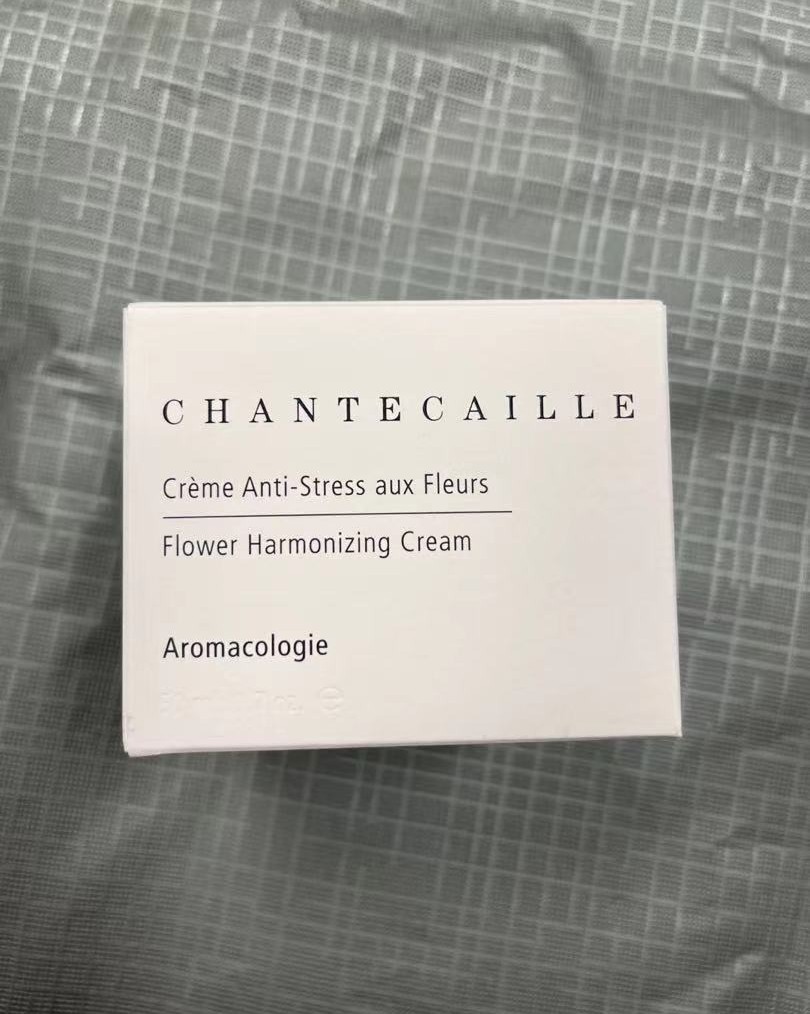 CHANTECAILLE
Crème Anti-Stress aux Fleurs
Flower Harmonizing Cream
Aromacologie